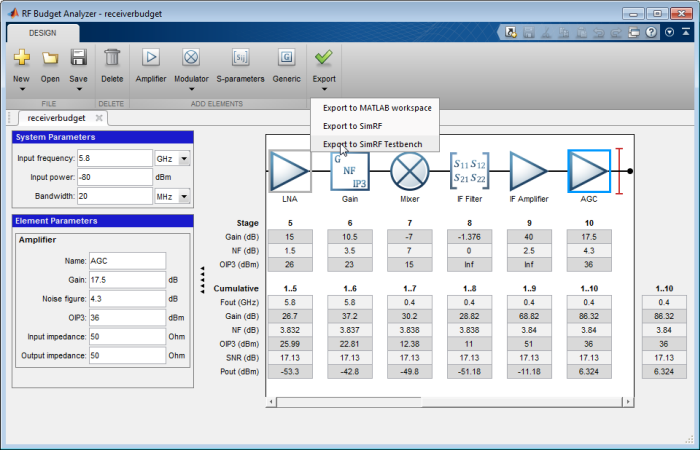 RF Budget Analyzer - receiverbudget
DESIGN
New Open Save Delete Amplifier Modulator S-parameters Generic Export
FILE DELETE ADD ELEMENTS
Export to MATLAB workspace
Export to SimRF
Export to SimRF Testbench
receiverbudget
System Parameters
Input frequency: 5.8 GHz
Input power: -80 dBm
Bandwidth: 20 MHz
Element Parameters
Amplifier
Name: AGC
Gain: 17.5 dB
Noise figure: 4.3 dB
OIP3: 36 dBm
Input impedance: 50 Ohm
Output impedance: 50 Ohm
G
NF
IP3
S11 S12
S21 S22
LNA Gain Mixer IF Filter IF Amplifier AGC
Stage 5 6 7 8 9 10
Gain (dB) 15 10.5 -7 -1.376 40 17.5
NF (dB) 1.5 3.5 7 0 2.5 4.3
OIP3 (dBm) 26 23 15 Inf Inf 36
Cumulative 1..5 1..6 1..7 1..8 1..9 1..10 1..10
Fout (GHz) 5.8 5.8 0.4 0.4 0.4 0.4 0.4
Gain (dB) 26.7 37.2 30.2 28.82 68.82 86.32 86.32
NF (dB) 3.832 3.837 3.838 3.838 3.84 3.84 3.84
OIP3 (dBm) 25.99 22.81 12.38 11 51 36 36
SNR (dB) 17.13 17.13 17.13 17.13 17.13 17.13 17.13
Pout (dBm) -53.3 -42.8 -49.8 -51.18 -11.18 6.324 6.324